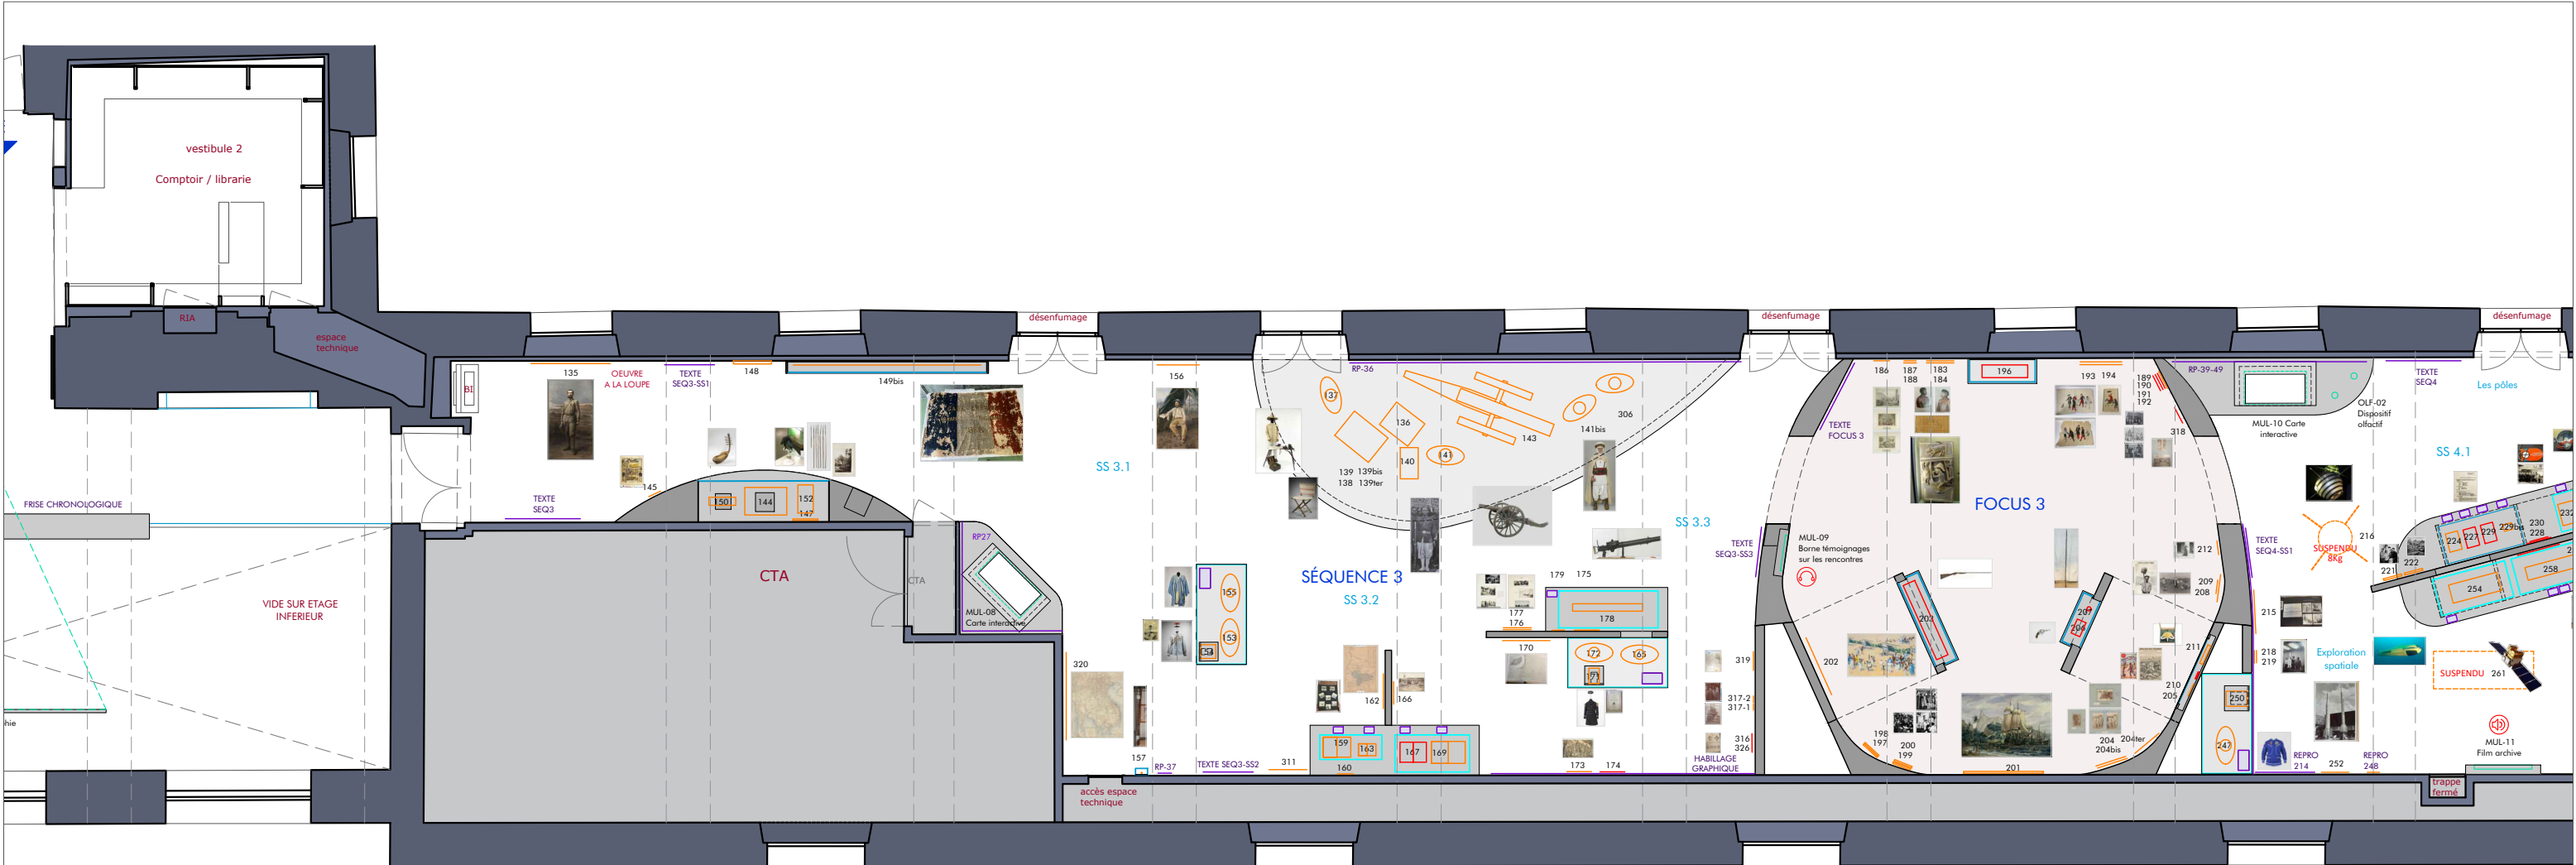 vestibule 2
Comptoir / librarie
RIA
espace
technique
FRISE CHRONOLOGIQUE
VIDE SUR ETAGE
INFERIEUR
BI
135
OEUVRE
A LA LOUPE
TEXTE
SEQ3-SS1
148
149bis
145
TEXTE
SEQ3
150
144
152
147
CTA
CTA
RP27
MUL-08
Carte interactive
désenfumage
156
SS 3.1
155
153
320
157
RP-37
TEXTE SEQ3-SS2
accès espace
technique
RP-36
137
136
139 139bis
138 139ter
140
141
143
141bis
306
SÉQUENCE 3
SS 3.2
SS 3.3
179 175
177
176
178
170
172
165
171
162
166
159
163
160
167
169
311
173
174
319
317-2
317-1
316
326
HABILLAGE
GRAPHIQUE
TEXTE
SEQ3-SS3
désenfumage
TEXTE
FOCUS 3
MUL-09
Borne témoignages
sur les rencontres
186
187
188
183
184
196
193 194
189
190
191
192
318
FOCUS 3
203
207
206
202
212
209
208
211
210
205
198
197
200
199
201
204 204ter
204bis
RP-39-49
MUL-10 Carte
interactive
OLF-02
Dispositif
olfactif
TEXTE
SEQ4
désenfumage
Les pôles
SS 4.1
TEXTE
SEQ4-SS1
SUSPENDU
8Kg
216
221
222
224
227
229
229bis
230
228
232
254
258
215
218
219
Exploration
spatiale
SUSPENDU 261
250
247
REPRO
214
252
REPRO
248
MUL-11
Film archive
trappe
fermé